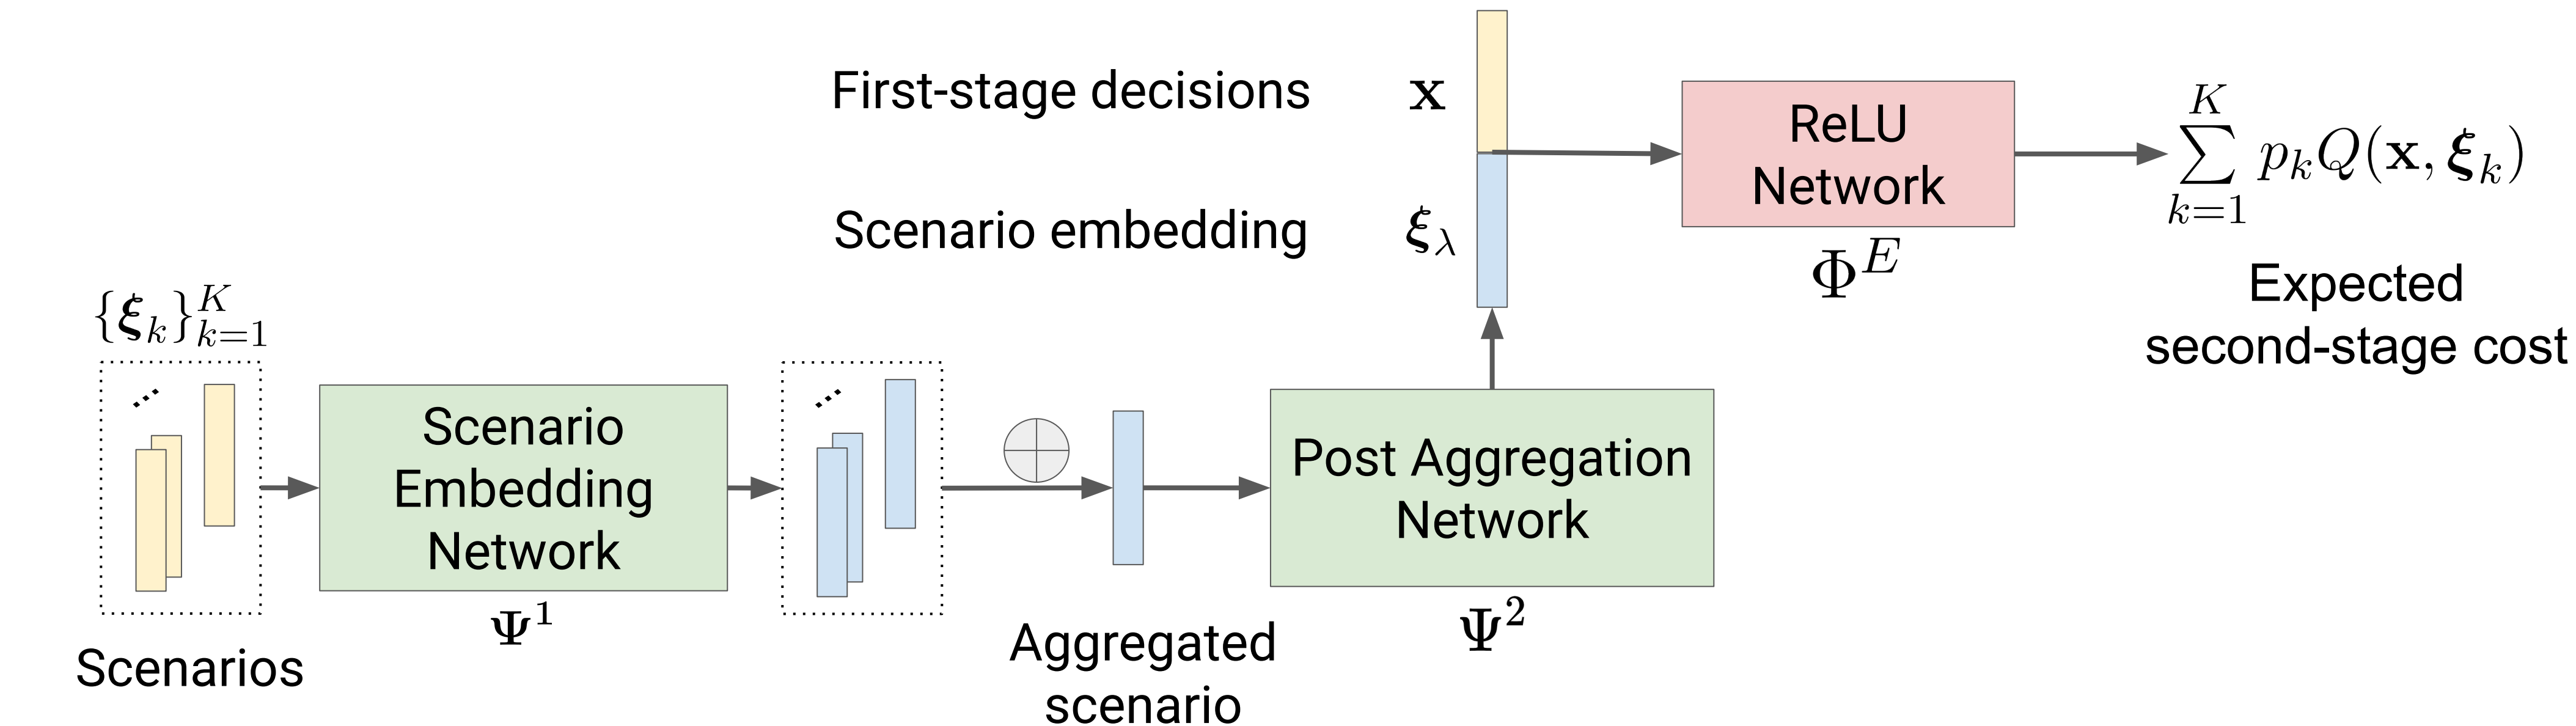 First-stage decisions x
Scenario embedding ξ_λ
ReLU
Network
Φ^E
∑_{k=1}^{K} p_k Q(x, ξ_k)
Expected
second-stage cost
{ξ_k}_{k=1}^{K}
Scenarios
Scenario
Embedding
Network
Ψ^1
Aggregated
scenario
Post Aggregation
Network
Ψ^2